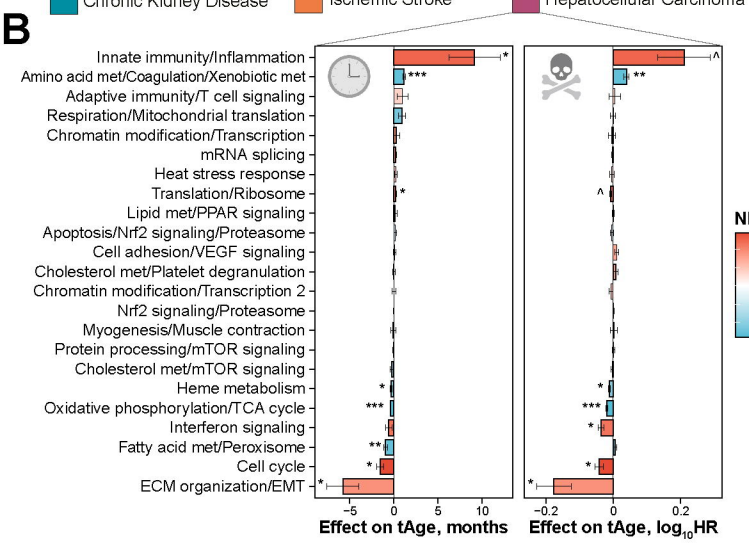 Chronic Kidney Disease Ischemic Stroke Hepatocellular Carcinoma
B
Innate immunity/Inflammation * ^
Amino acid met/Coagulation/Xenobiotic met *** **
Adaptive immunity/T cell signaling
Respiration/Mitochondrial translation
Chromatin modification/Transcription
mRNA splicing
Heat stress response
Translation/Ribosome * ^
Lipid met/PPAR signaling
Apoptosis/Nrf2 signaling/Proteasome
Cell adhesion/VEGF signaling
Cholesterol met/Platelet degranulation
Chromatin modification/Transcription 2
Nrf2 signaling/Proteasome
Myogenesis/Muscle contraction
Protein processing/mTOR signaling
Cholesterol met/mTOR signaling
Heme metabolism * *
Oxidative phosphorylation/TCA cycle *** ***
Interferon signaling *
Fatty acid met/Peroxisome **
Cell cycle * *
ECM organization/EMT * *
−5 0 5 10 −0.2 0 0.2
Effect on tAge, months Effect on tAge, log10HR